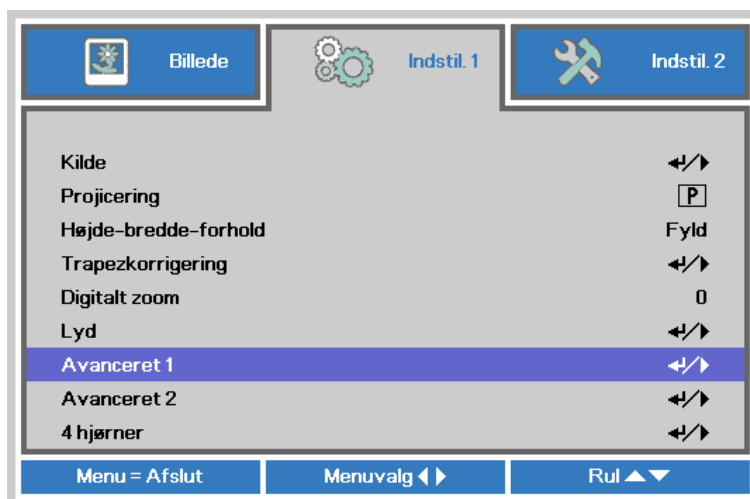 Billede Indstil. 1 Indstil. 2
Kilde
Projicering P
Højde-bredde-forhold Fyld
Trapezkorrigering
Digitalt zoom 0
Lyd
Avanceret 1
Avanceret 2
4 hjørner
Menu = Afslut Menuvalg Rul